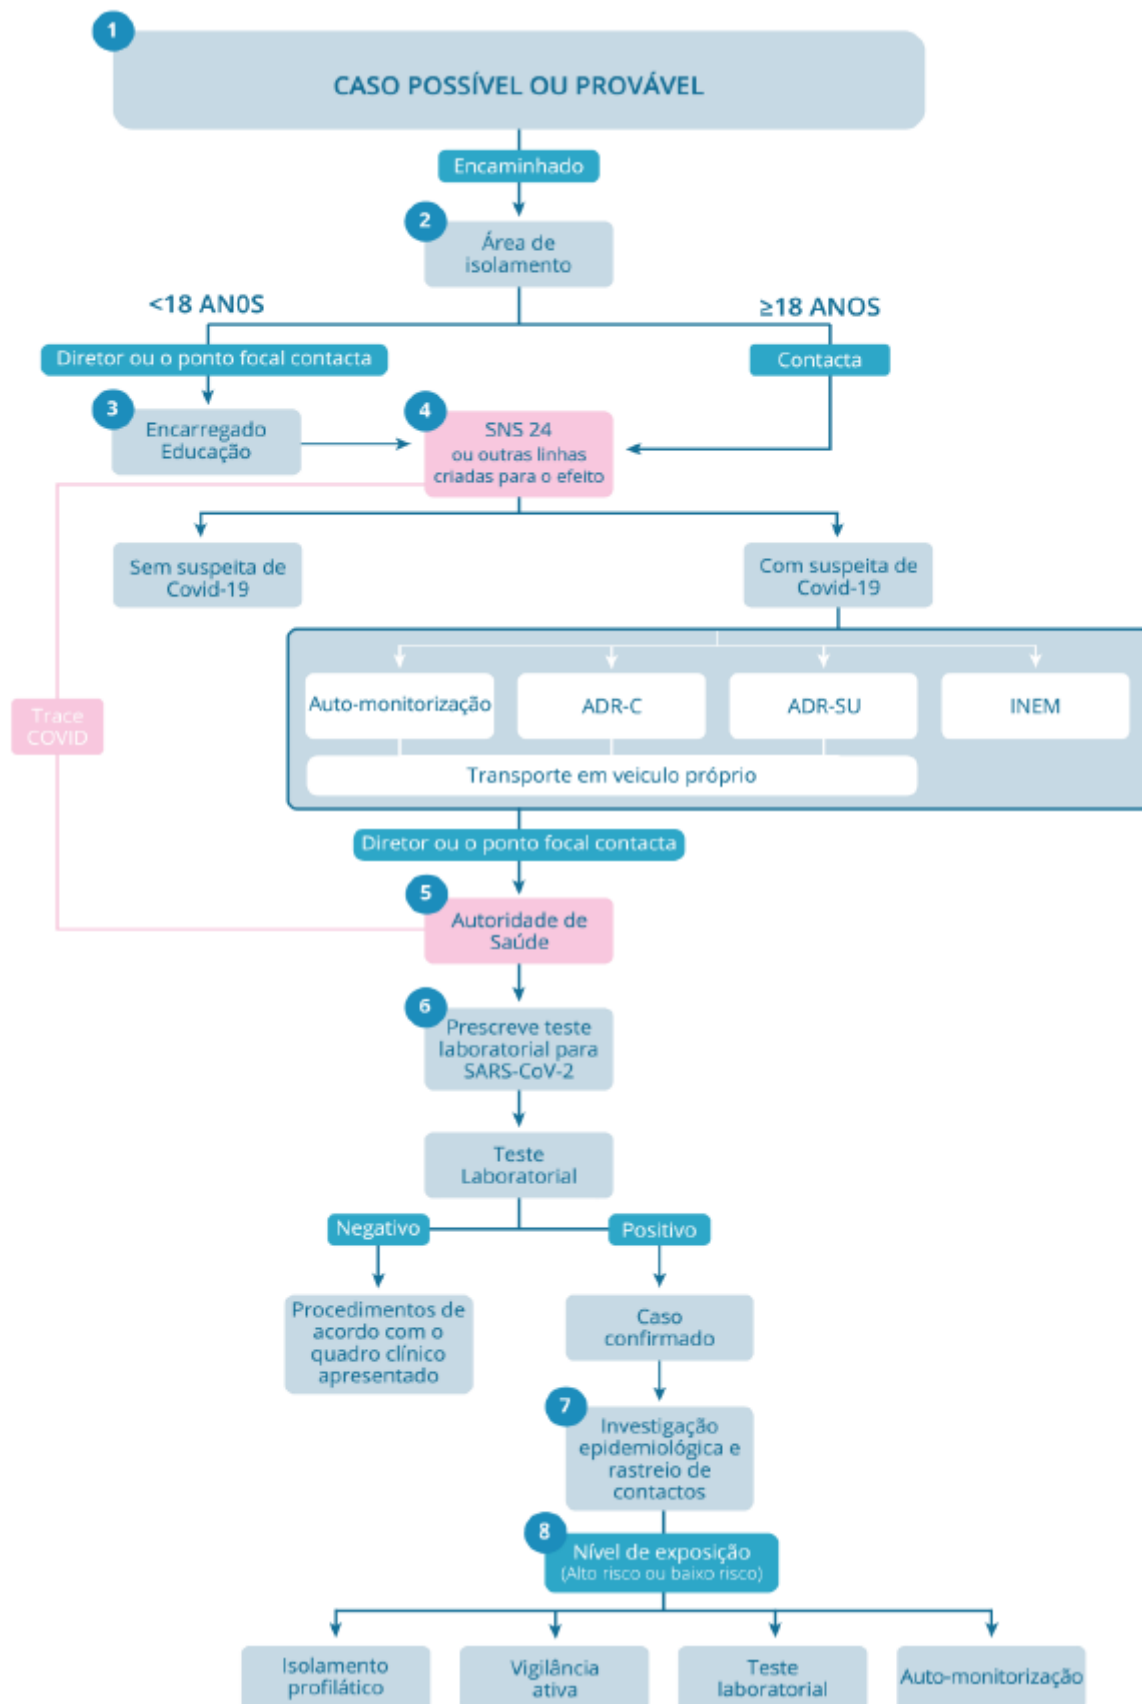 1
CASO POSSÍVEL OU PROVÁVEL
Encaminhado
2
Área de
isolamento
<18 AN0S
≥18 ANOS
Diretor ou o ponto focal contacta
Contacta
3
Encarregado
Educação
4
SNS 24
ou outras linhas
criadas para o efeito
Sem suspeita de
Covid-19
Com suspeita de
Covid-19
Trace
COVID
Auto-monitorização
ADR-C
ADR-SU
INEM
Transporte em veiculo próprio
Diretor ou o ponto focal contacta
5
Autoridade de
Saúde
6
Prescreve teste
laboratorial para
SARS-CoV-2
Teste
Laboratorial
Negativo
Positivo
Procedimentos de
acordo com o
quadro clínico
apresentado
Caso
confirmado
7
Investigação
epidemiológica e
rastreio de
contactos
8
Nível de exposição
(Alto risco ou baixo risco)
Isolamento
profilático
Vigilância
ativa
Teste
laboratorial
Auto-monitorização